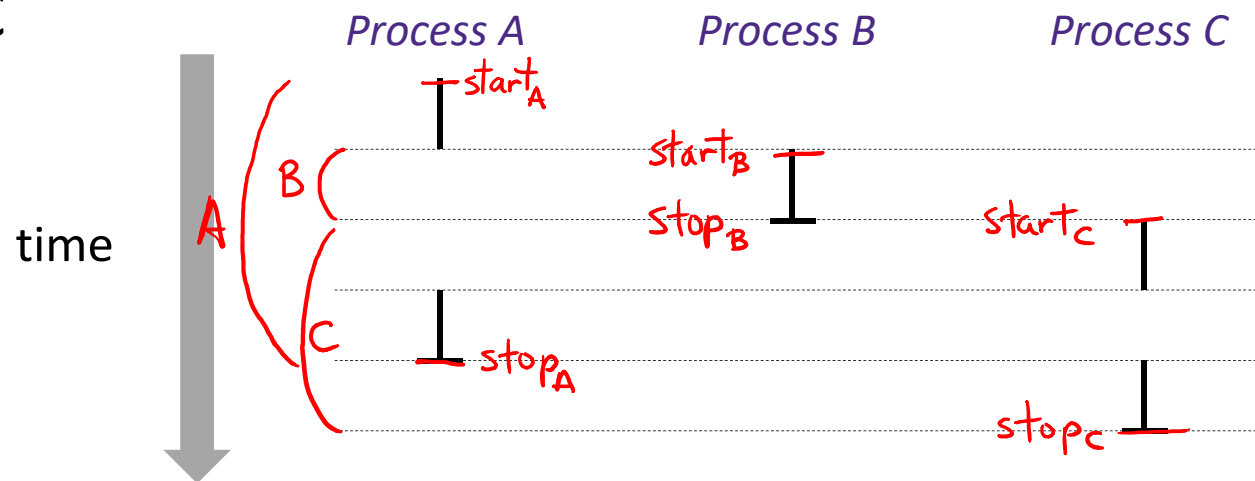 Process A Process B Process C
start_A
B start_B
A stop_B start_C
time
C
stop_A
stop_C